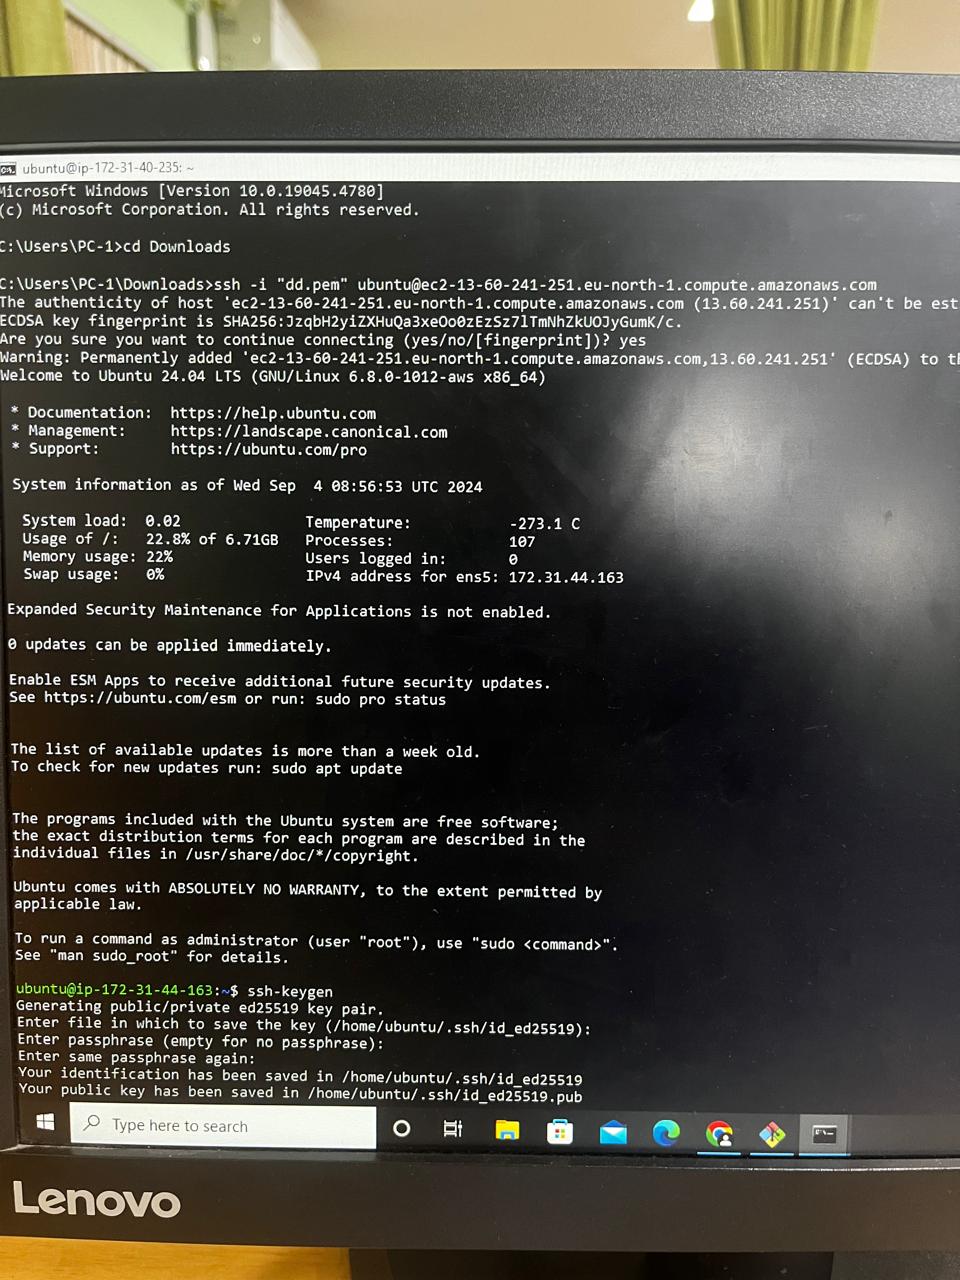 ubuntu@ip-172-31-40-235: ~
Microsoft Windows [Version 10.0.19045.4780]
(c) Microsoft Corporation. All rights reserved.
C:\Users\PC-1>cd Downloads
C:\Users\PC-1\Downloads>ssh -i "dd.pem" ubuntu@ec2-13-60-241-251.eu-north-1.compute.amazonaws.com
The authenticity of host 'ec2-13-60-241-251.eu-north-1.compute.amazonaws.com (13.60.241.251)' can't be est
ECDSA key fingerprint is SHA256:JzqbH2yiZXHuQa3xeOo0zEzSz7lTmNhZkUOJyGumK/c.
Are you sure you want to continue connecting (yes/no/[fingerprint])? yes
Warning: Permanently added 'ec2-13-60-241-251.eu-north-1.compute.amazonaws.com,13.60.241.251' (ECDSA) to th
Welcome to Ubuntu 24.04 LTS (GNU/Linux 6.8.0-1012-aws x86_64)
* Documentation: https://help.ubuntu.com
* Management: https://landscape.canonical.com
* Support: https://ubuntu.com/pro
System information as of Wed Sep 4 08:56:53 UTC 2024
System load: 0.02 Temperature: -273.1 C
Usage of /: 22.8% of 6.71GB Processes: 107
Memory usage: 22% Users logged in: 0
Swap usage: 0% IPv4 address for ens5: 172.31.44.163
Expanded Security Maintenance for Applications is not enabled.
0 updates can be applied immediately.
Enable ESM Apps to receive additional future security updates.
See https://ubuntu.com/esm or run: sudo pro status
The list of available updates is more than a week old.
To check for new updates run: sudo apt update
The programs included with the Ubuntu system are free software;
the exact distribution terms for each program are described in the
individual files in /usr/share/doc/*/copyright.
Ubuntu comes with ABSOLUTELY NO WARRANTY, to the extent permitted by
applicable law.
To run a command as administrator (user "root"), use "sudo <command>".
See "man sudo_root" for details.
ubuntu@ip-172-31-44-163:~$ ssh-keygen
Generating public/private ed25519 key pair.
Enter file in which to save the key (/home/ubuntu/.ssh/id_ed25519):
Enter passphrase (empty for no passphrase):
Enter same passphrase again:
Your identification has been saved in /home/ubuntu/.ssh/id_ed25519
Your public key has been saved in /home/ubuntu/.ssh/id_ed25519.pub
Type here to search
Lenovo